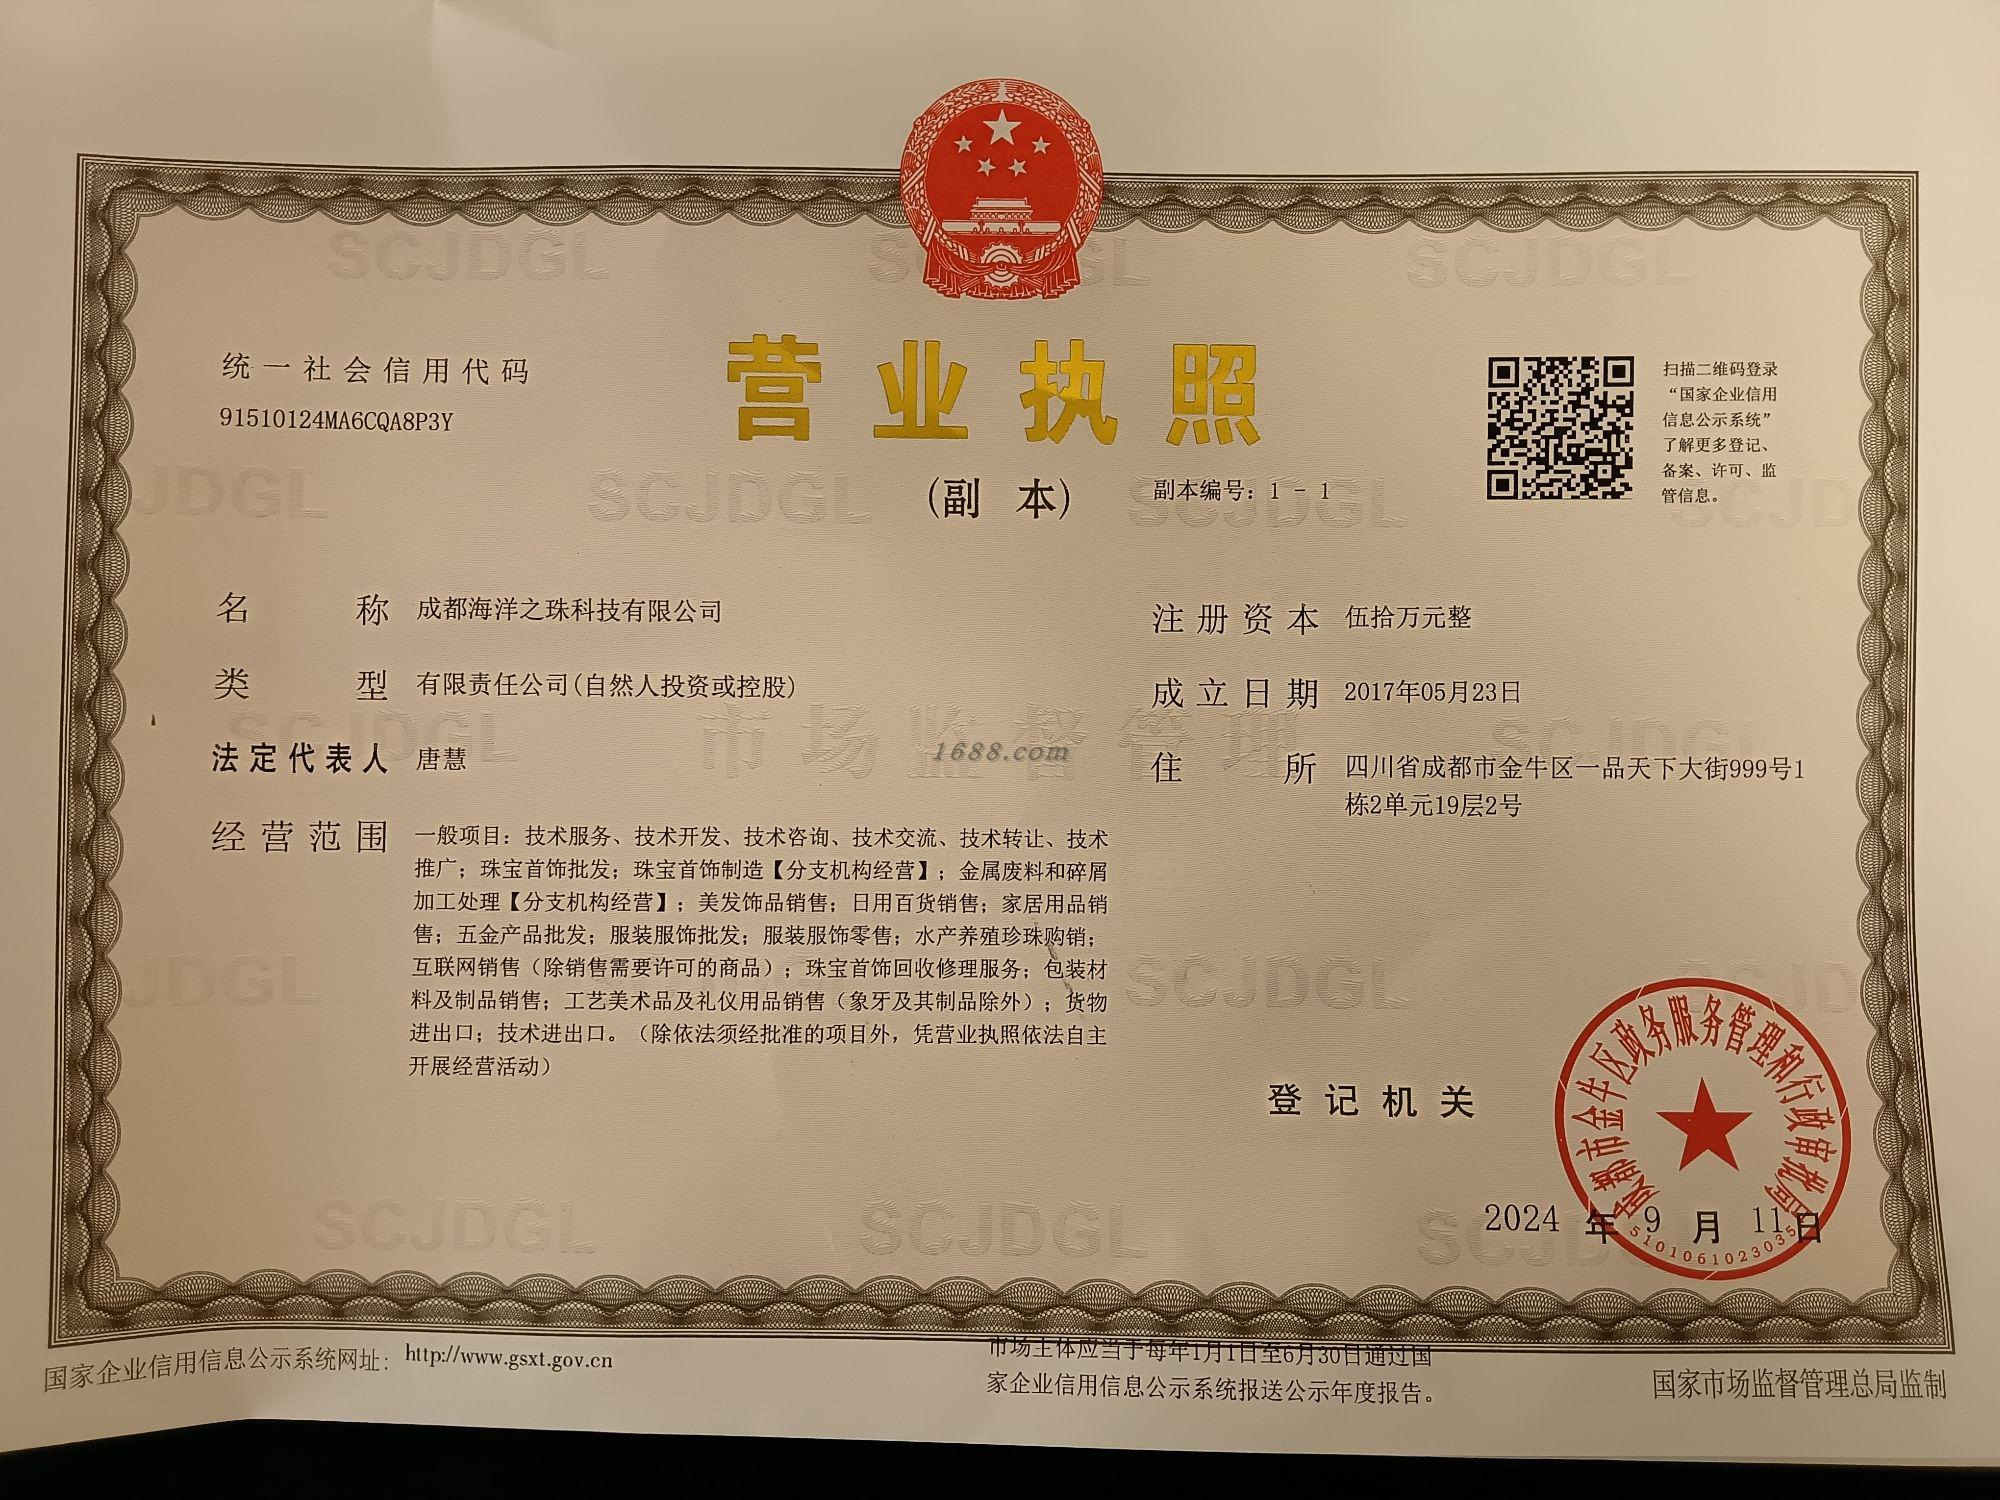 统一社会信用代码
91510124MA6CQA8P3Y
营业执照
(副 本)
副本编号：1 - 1
扫描二维码登录
“国家企业信用
信息公示系统”
了解更多登记、
备案、许可、监
管信息。
名 称 成都海洋之珠科技有限公司
类 型 有限责任公司(自然人投资或控股)
法定代表人 唐慧
经营范围 一般项目：技术服务、技术开发、技术咨询、技术交流、技术转让、技术
推广；珠宝首饰批发；珠宝首饰制造【分支机构经营】；金属废料和碎屑
加工处理【分支机构经营】；美发饰品销售；日用百货销售；家居用品销
售；五金产品批发；服装服饰批发；服装服饰零售；水产养殖珍珠购销；
互联网销售（除销售需要许可的商品）；珠宝首饰回收修理服务；包装材
料及制品销售；工艺美术品及礼仪用品销售（象牙及其制品除外）；货物
进出口；技术进出口。（除依法须经批准的项目外，凭营业执照依法自主
开展经营活动）
注册资本 伍拾万元整
成立日期 2017年05月23日
住 所 四川省成都市金牛区一品天下大街999号1
栋2单元19层2号
登记机关
成都市金牛区政务服务管理和行政审批局
5101061023035
2024 年 9 月 11 日
SCJDGL SCJDGL SCJDGL
JDGL SCJDGL SCJDGL SCJD
SCJDGL 市场监督管理 SCJDGL
1688.com
JDGL SCJDGL SCJD
SCJDGL SCJDGL SCJDGL
国家企业信用信息公示系统网址：http://www.gsxt.gov.cn
市场主体应当于每年1月1日至6月30日通过国
家企业信用信息公示系统报送公示年度报告。
国家市场监督管理总局监制